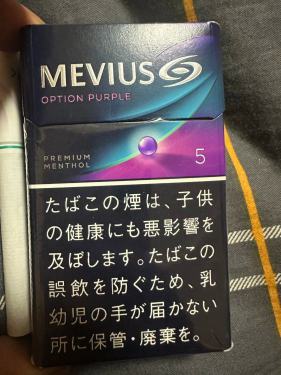 MEVIUS
OPTION PURPLE
PREMIUM
MENTHOL
5
たばこの煙は、子供
の健康にも悪影響を
及ぼします。たばこの
誤飲を防ぐため、乳
幼児の手が届かない
所に保管・廃棄を。